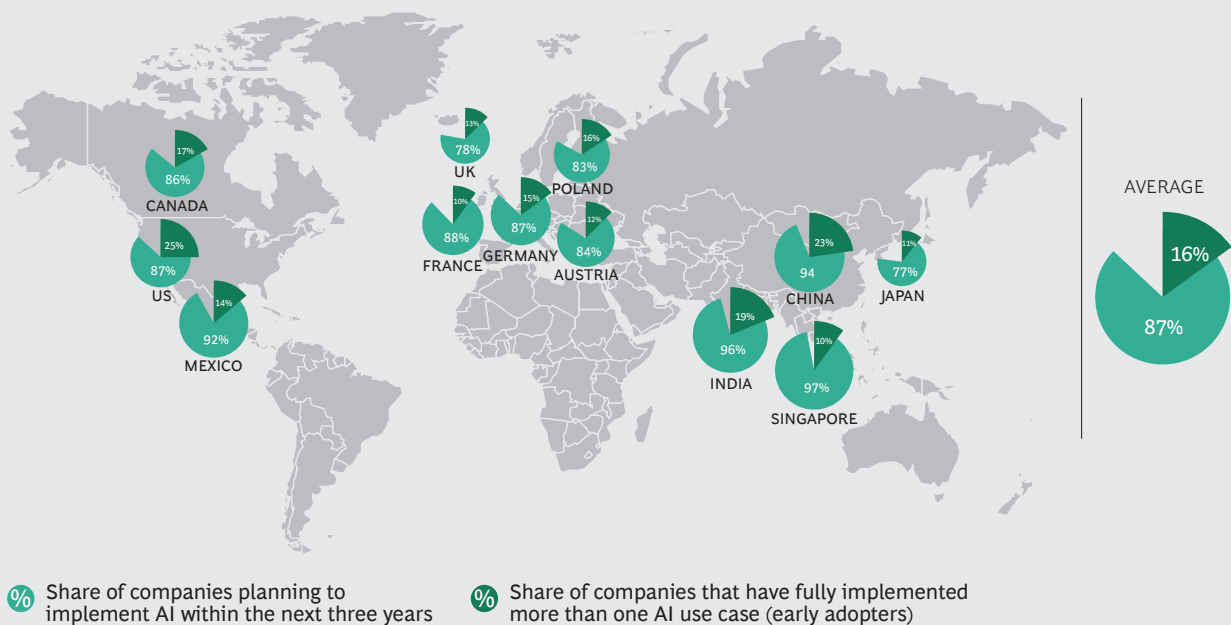 17%
86%
CANADA
25%
87%
US
14%
92%
MEXICO
13%
78%
UK
16%
83%
POLAND
10%
88%
FRANCE
15%
87%
GERMANY
12%
84%
AUSTRIA
23%
94
CHINA
11%
77%
JAPAN
19%
96%
INDIA
10%
97%
SINGAPORE
AVERAGE
16%
87%
% Share of companies planning to
implement AI within the next three years
% Share of companies that have fully implemented
more than one AI use case (early adopters)